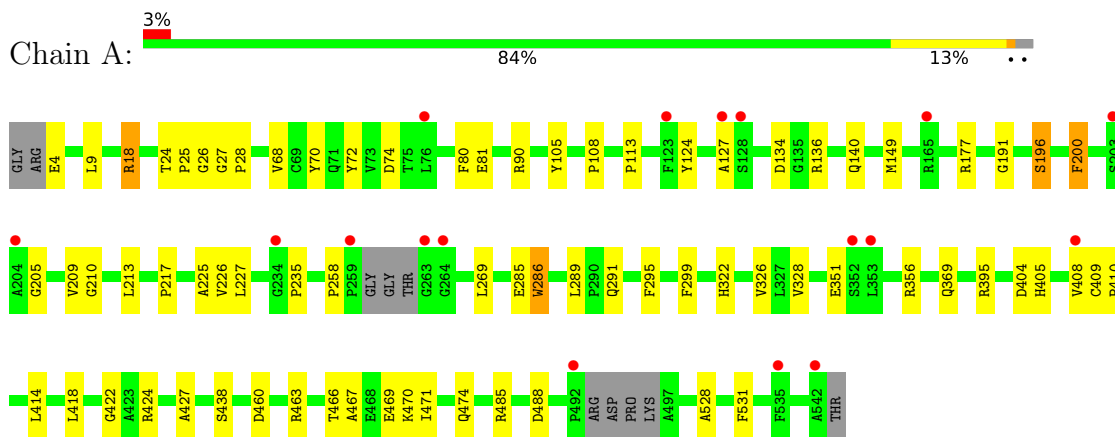 3%
Chain A:
84% 13% • •
GLY ARG E4 L9 R18 T24 P25 G26 G27 P28 V68 C69 Y70 Q71 Y72 V73 D74 T75 L76 F80 E81 R90 Y105 P108 P113 F123 Y124 A127 S128 D134 G135 R136 Q140 M149 R165 R177 G191 S196 F200 S203
A204 G205 V209 G210 L213 P217 A225 V226 L227 G234 P235 P258 P259 GLY GLY THR G263 G264 L269 E285 W286 L289 P290 Q291 F295 F299 H322 V326 L327 V328 E351 S352 L353 R356 Q369 R395 D404 H405 V408 C409
L414 L418 G422 A423 R424 A427 S438 D460 R463 T466 A467 E468 E469 K470 I471 Q474 R485 D488 P492 ARG ASP PRO LYS A497 A528 F531 F535 A542 THR